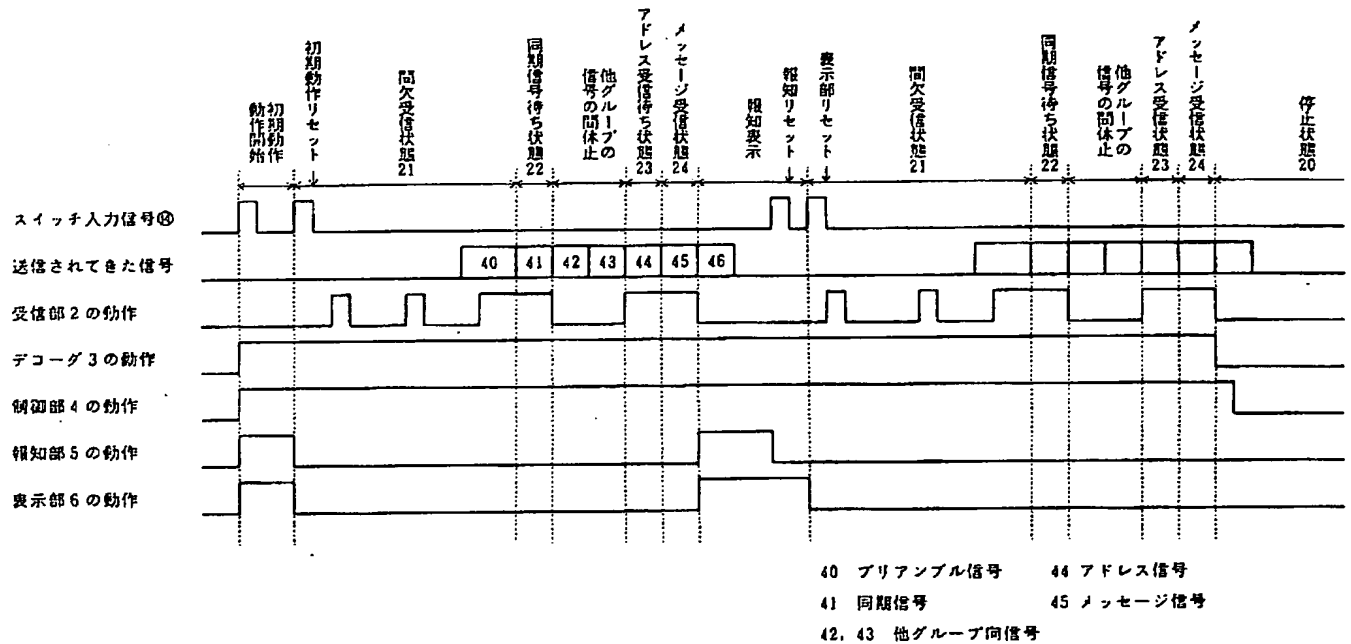 動作開始
初期動作
初期動作リセット
間欠受信状態21
同期信号待ち状態22
他グループの
信号の間休止
アドレス受信待ち状態23
メッセージ受信状態24
報知表示
報知リセット
表示部リセット
間欠受信状態21
同期信号待ち状態22
他グループの
信号の間休止
アドレス受信状態23
メッセージ受信状態24
停止状態20
スイッチ入力信号⑭
送信されてきた信号
40 41 42 43 44 45 46
受信部2の動作
デコーダ3の動作
制御部4の動作
報知部5の動作
表示部6の動作
40 プリアンブル信号
44 アドレス信号
41 同期信号
45 メッセージ信号
42, 43 他グループ向信号